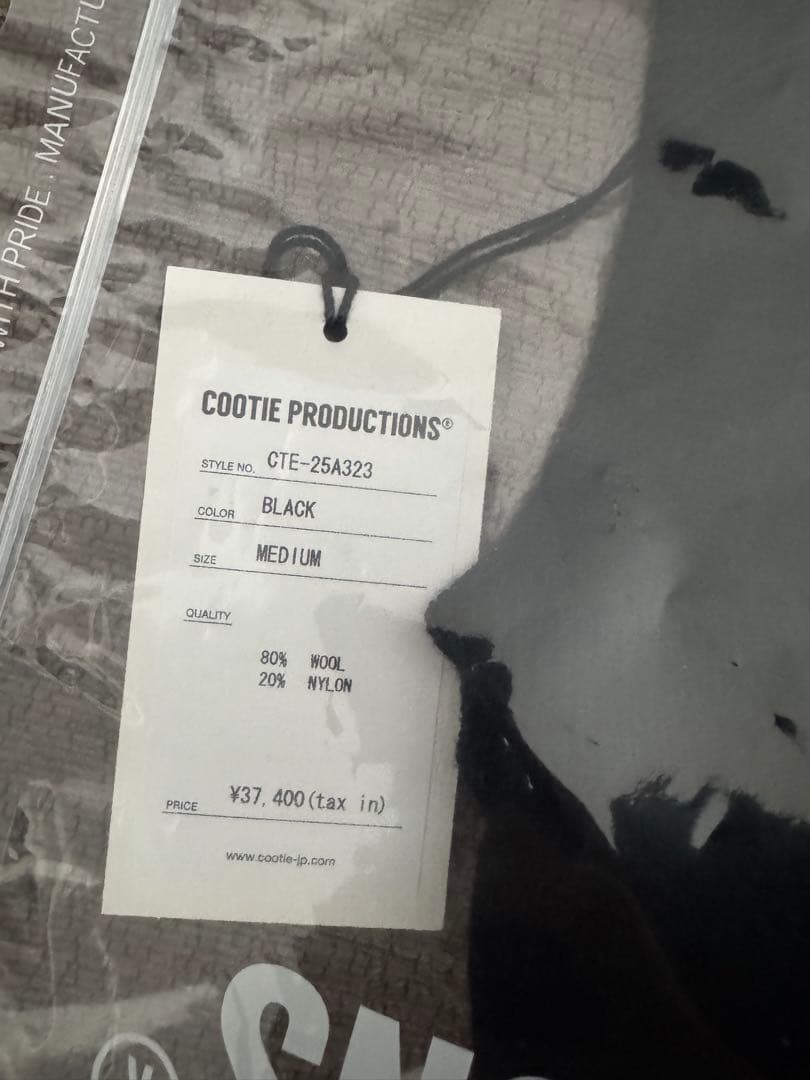 WITH PRIDE . MANUFACTU
COOTIE PRODUCTIONS®
STYLE NO. CTE-25A323
COLOR BLACK
SIZE MEDIUM
QUALITY
80% WOOL
20% NYLON
PRICE ¥37,400(tax in)
www.cootie-jp.com